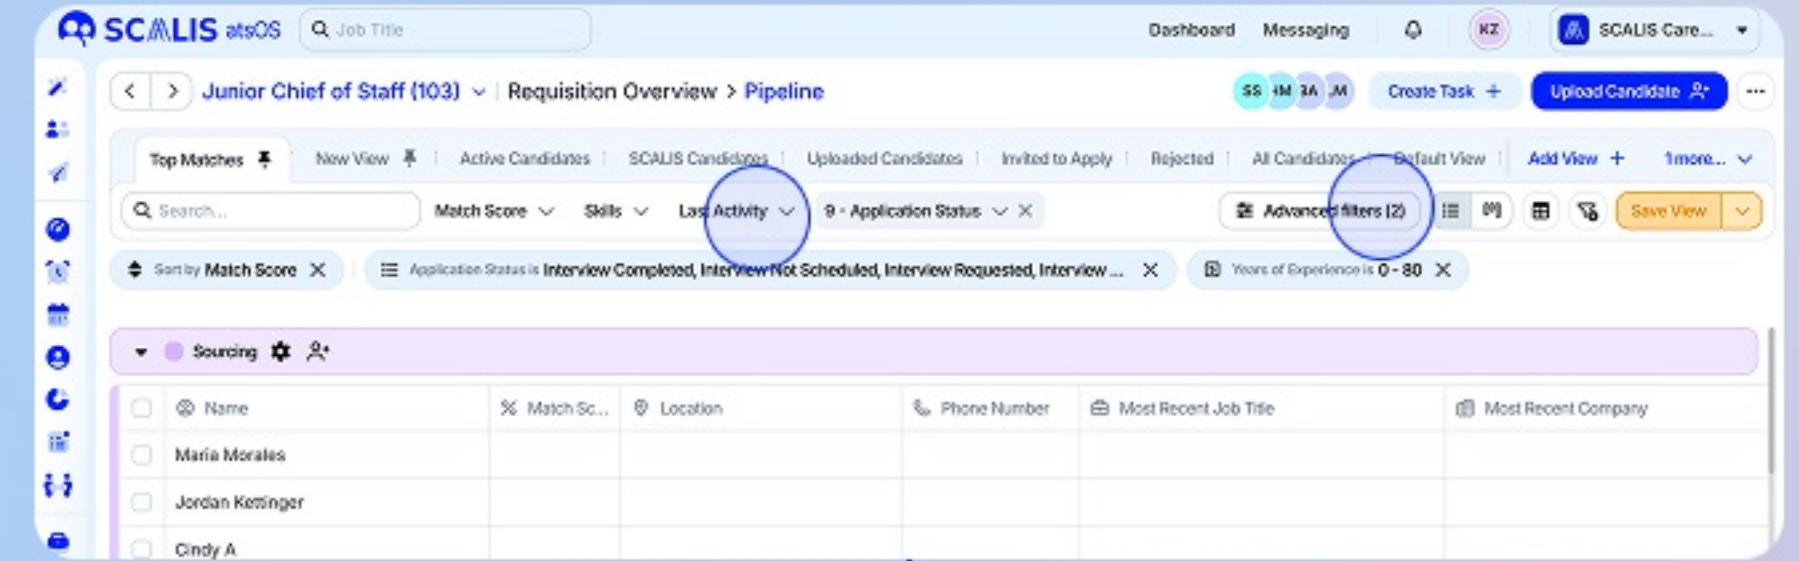 SCALIS atsOS Job Title Dashboard Messaging KZ SCALIS Care...
Junior Chief of Staff (103) Requisition Overview > Pipeline SS HM JM Create Task + Upload Candidate ...
Top Matches New View Active Candidates SCALIS Candidates Uploaded Candidates Invited to Apply Rejected All Candidates Default View Add View + 1 more...
Search... Match Score Skills Last Activity 9 - Application Status Advanced filters (2) Save View
Sort by Match Score Application Status is Interview Completed, Interview Not Scheduled, Interview Requested, Interview ... Years of Experience is 0 - 80
Sourcing
Name Match Sc... Location Phone Number Most Recent Job Title Most Recent Company
Maria Morales
Jordan Kettinger
Cindy A